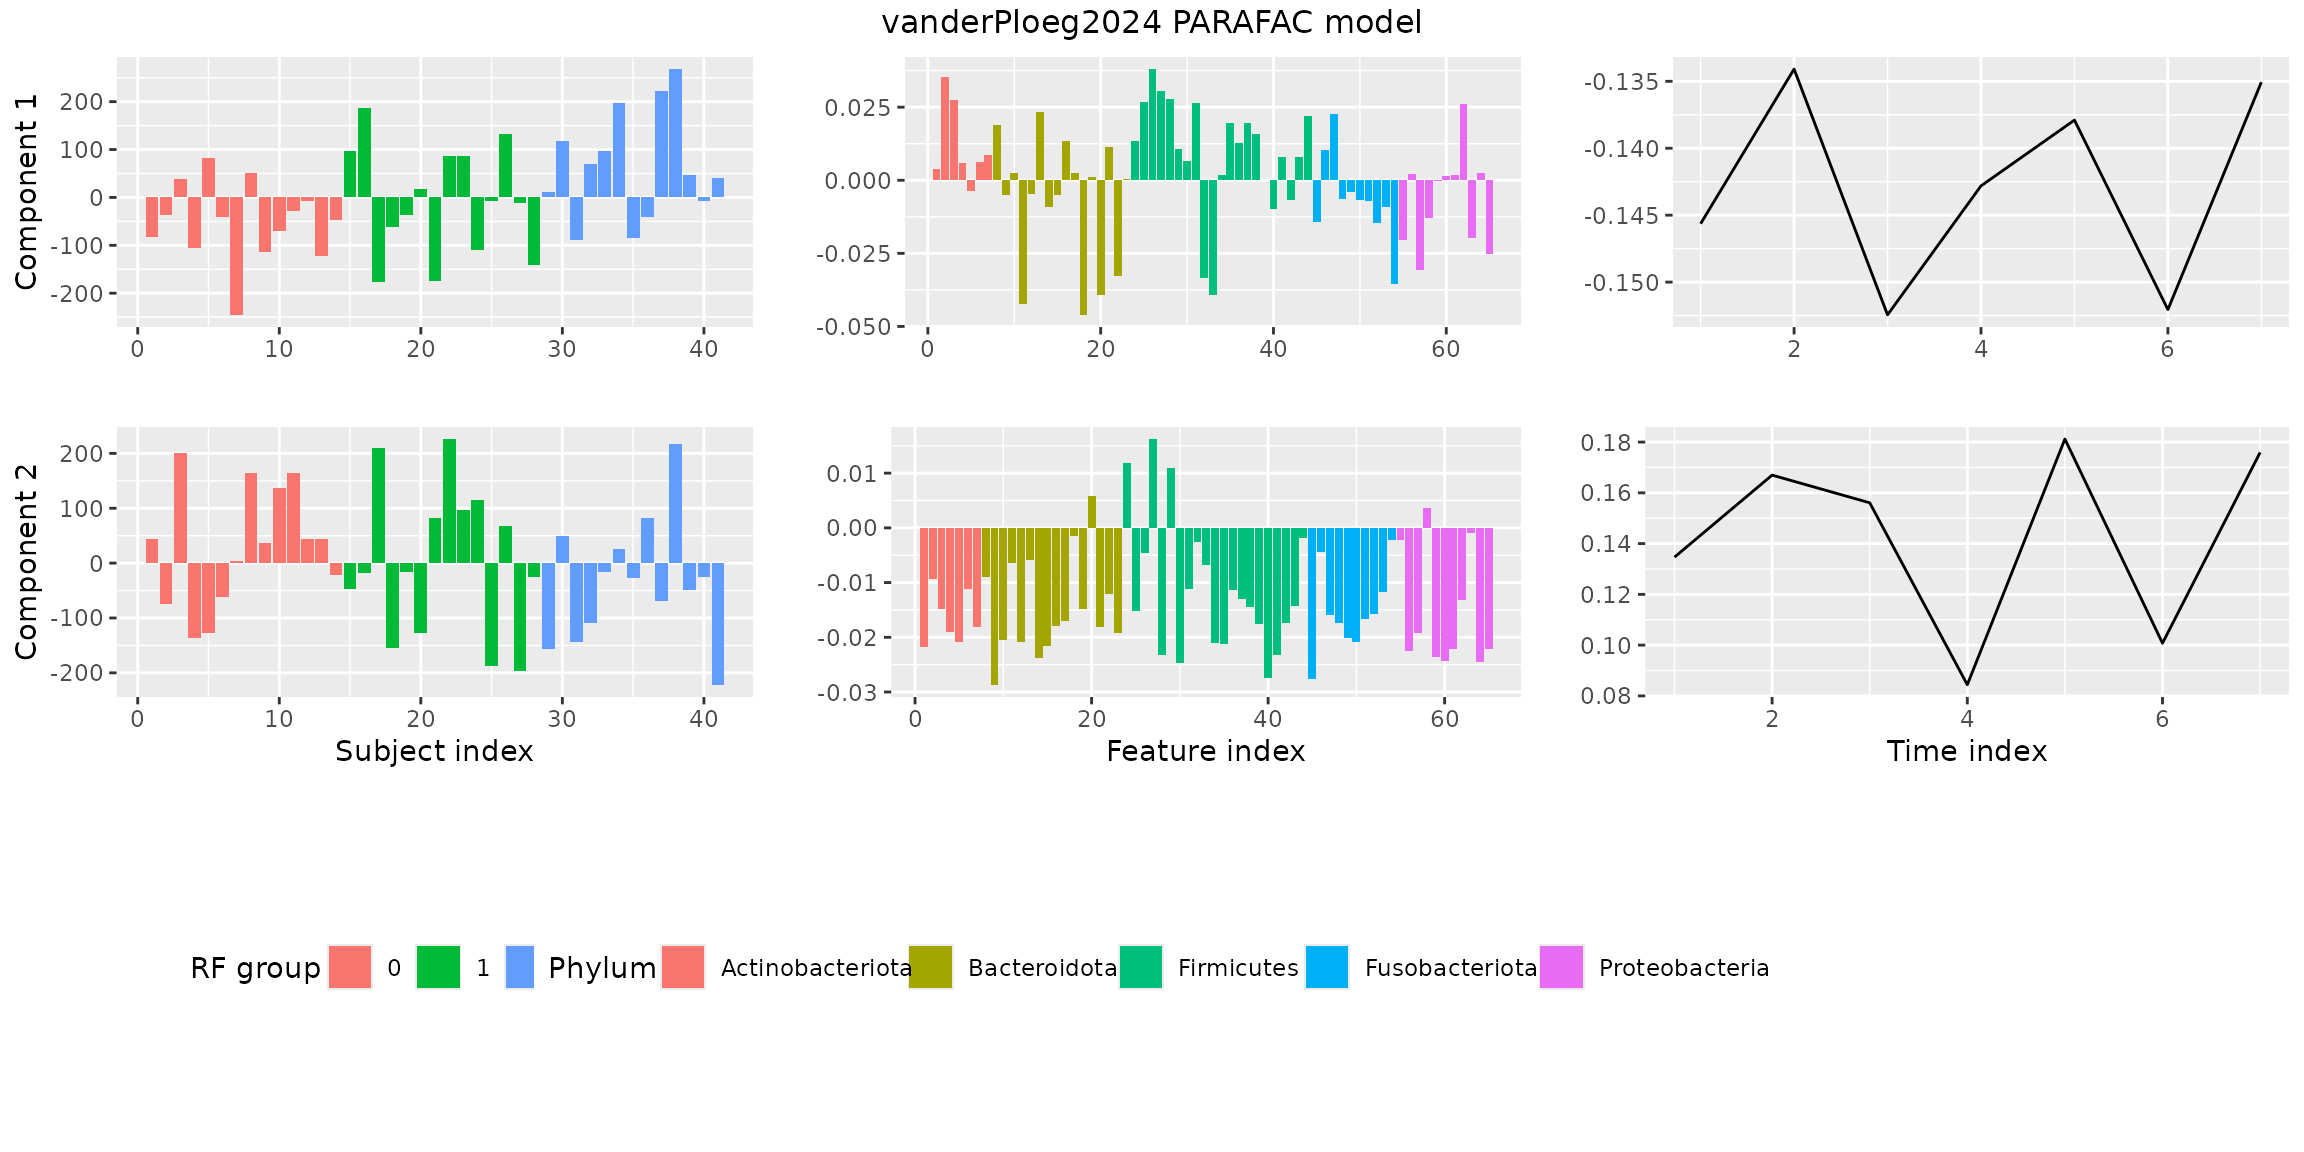 vanderPloeg2024 PARAFAC model
Component 1
200
100
0
-100
-200
0 10 20 30 40
0.025
0.000
-0.025
-0.050
0 20 40 60
-0.135
-0.140
-0.145
-0.150
2 4 6
Component 2
200
100
0
-100
-200
0 10 20 30 40
Subject index
0.01
0.00
-0.01
-0.02
-0.03
0 20 40 60
Feature index
0.18
0.16
0.14
0.12
0.10
0.08
2 4 6
Time index
RF group 0 1 Phylum Actinobacteriota Bacteroidota Firmicutes Fusobacteriota Proteobacteria